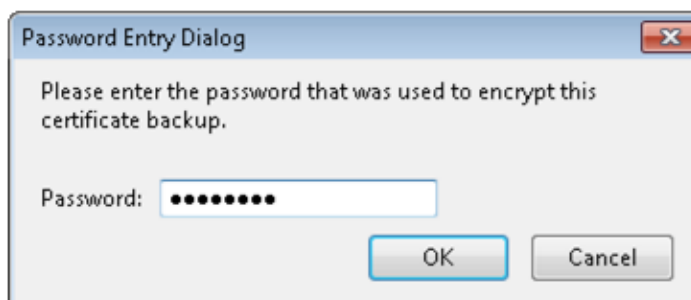 Password Entry Dialog
Please enter the password that was used to encrypt this
certificate backup.
Password: ••••••••
OK Cancel